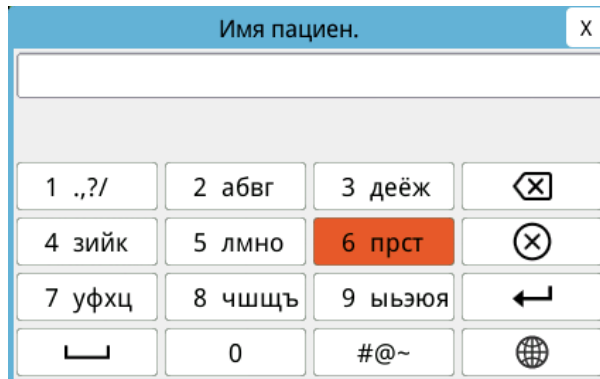 Имя пациен.
X
1 .,?/ 2 абвг 3 деёж
4 зийк 5 лмно 6 прст
7 уфхц 8 чшщъ 9 ыьэюя
0 #@~